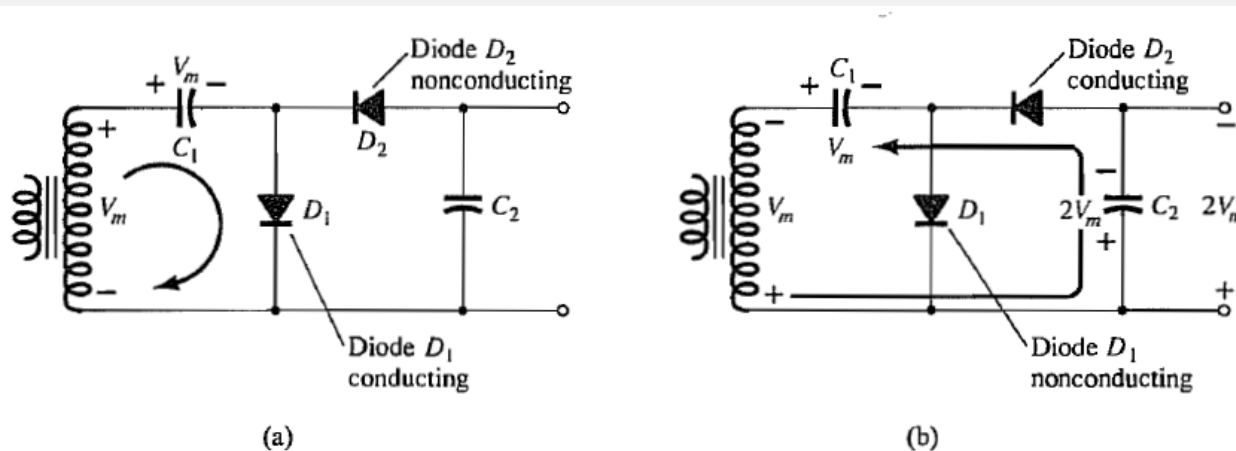 Diode D2
nonconducting
+ Vm −
C1
D2
+
Vm
−
D1
C2
Diode D1
conducting
(a)
Diode D2
conducting
+ C1 −
Vm
−
Vm
+
D1
−
2Vm
+
C2
−
2Vm
+
Diode D1
nonconducting
(b)